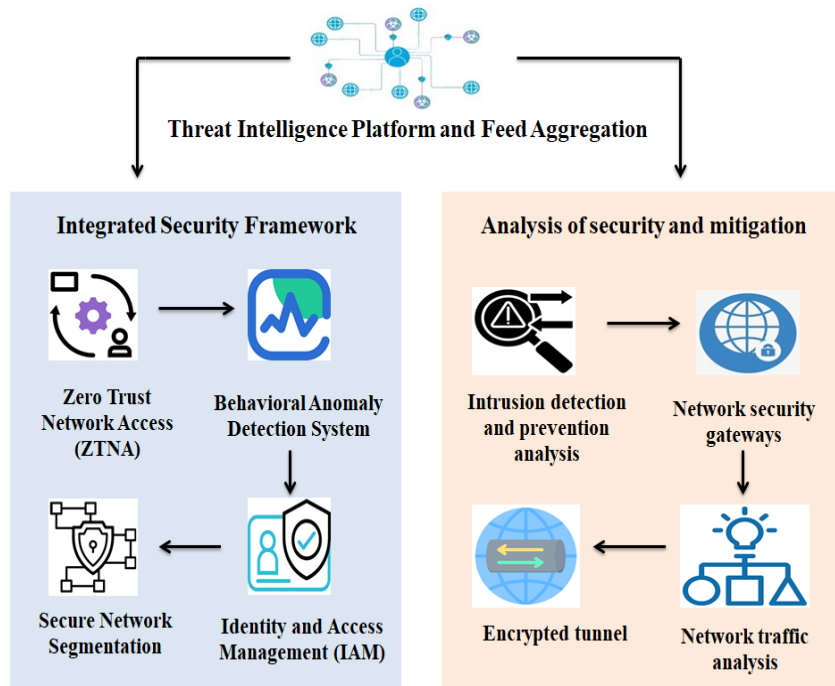 Threat Intelligence Platform and Feed Aggregation
Integrated Security Framework
Zero Trust
Network Access
(ZTNA)
Behavioral Anomaly
Detection System
Secure Network
Segmentation
Identity and Access
Management (IAM)
Analysis of security and mitigation
Intrusion detection
and prevention
analysis
Network security
gateways
Encrypted tunnel
Network traffic
analysis